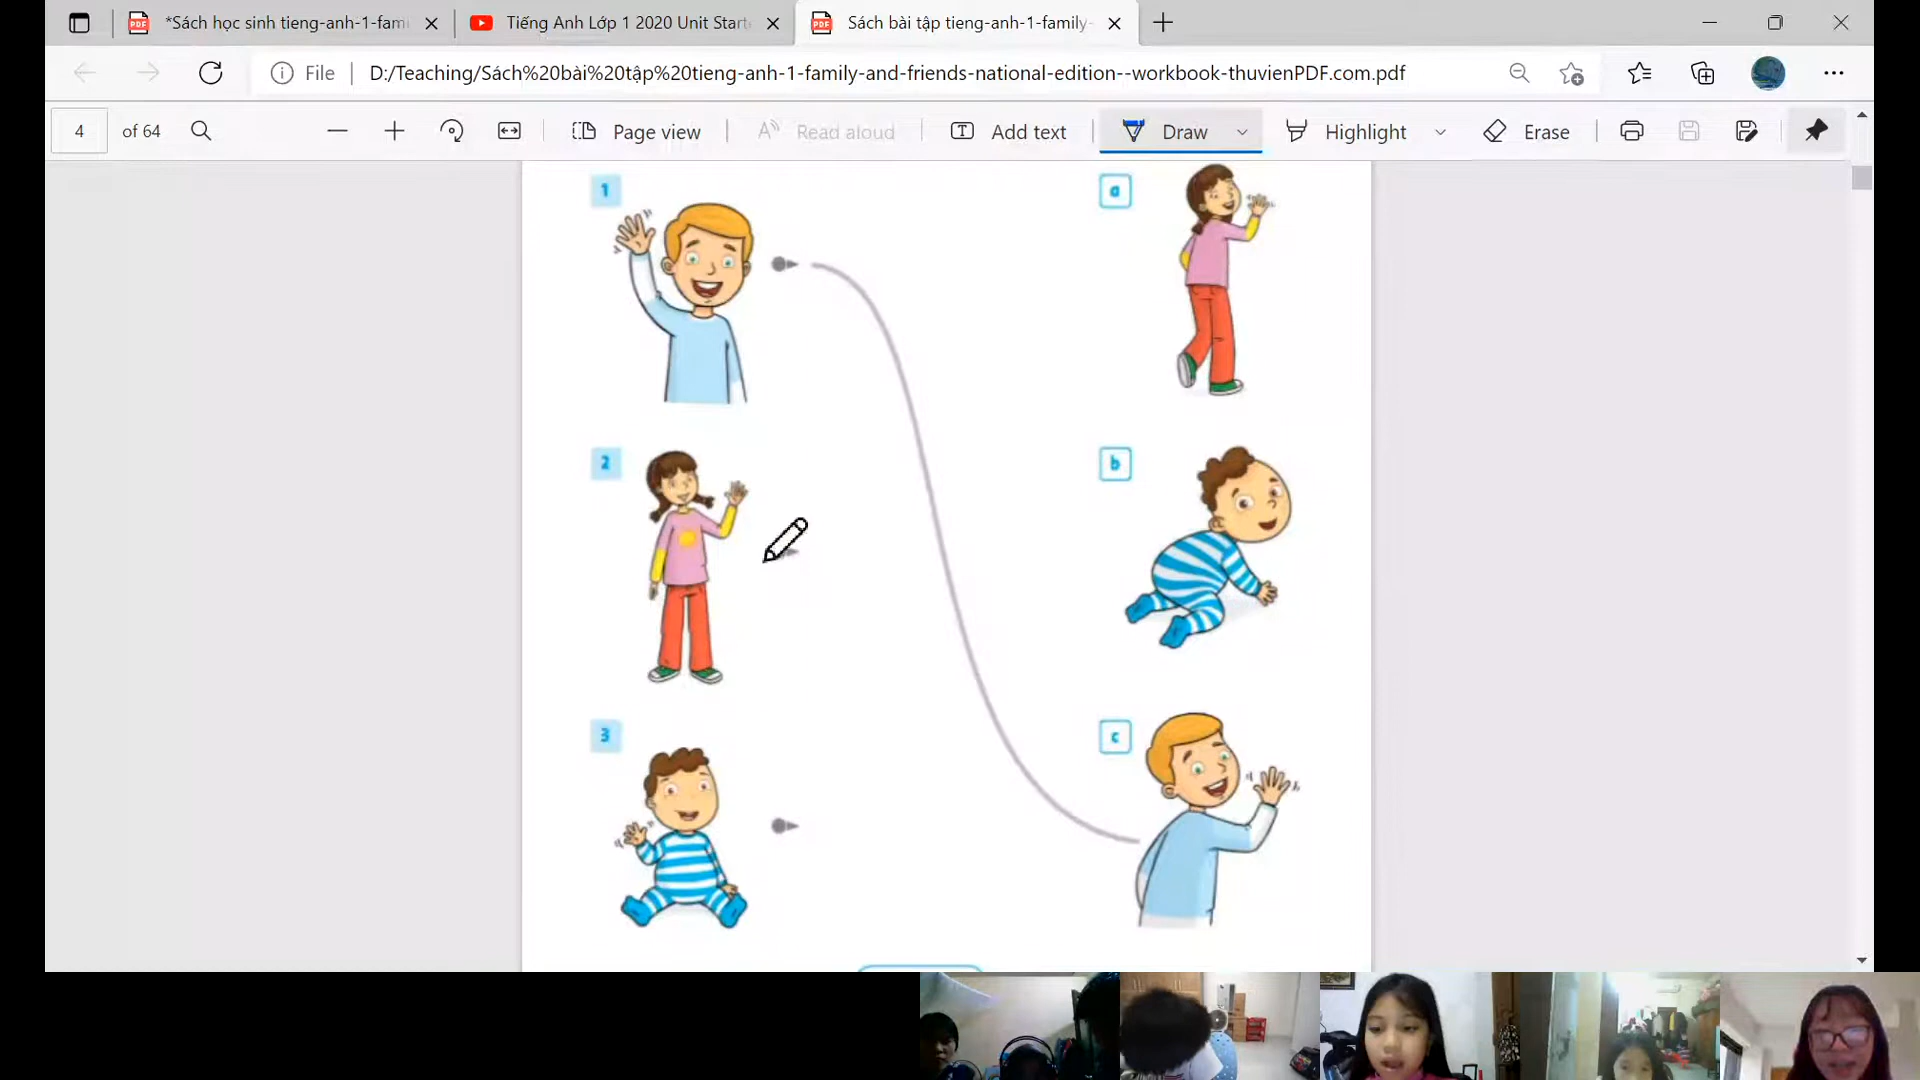 *Sách học sinh tieng-anh-1-fami
Tiếng Anh Lớp 1 2020 Unit Start
Sách bài tập tieng-anh-1-family-
File
D:/Teaching/Sách%20bài%20tập%20tieng-anh-1-family-and-friends-national-edition--workbook-thuvienPDF.com.pdf
4 of 64
Page view
Read aloud
Add text
Draw
Highlight
Erase
1
a
2
b
3
c